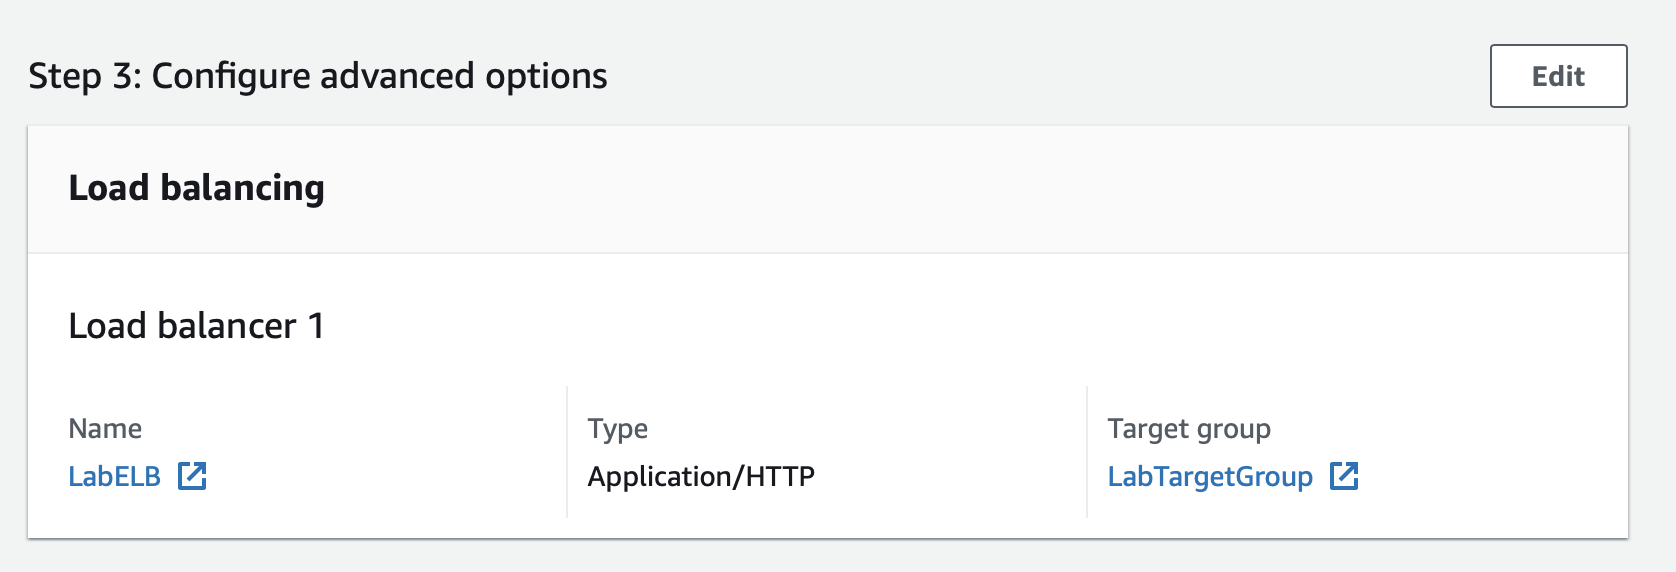 Step 3: Configure advanced options
Edit
Load balancing
Load balancer 1
Name
LabELB
Type
Application/HTTP
Target group
LabTargetGroup